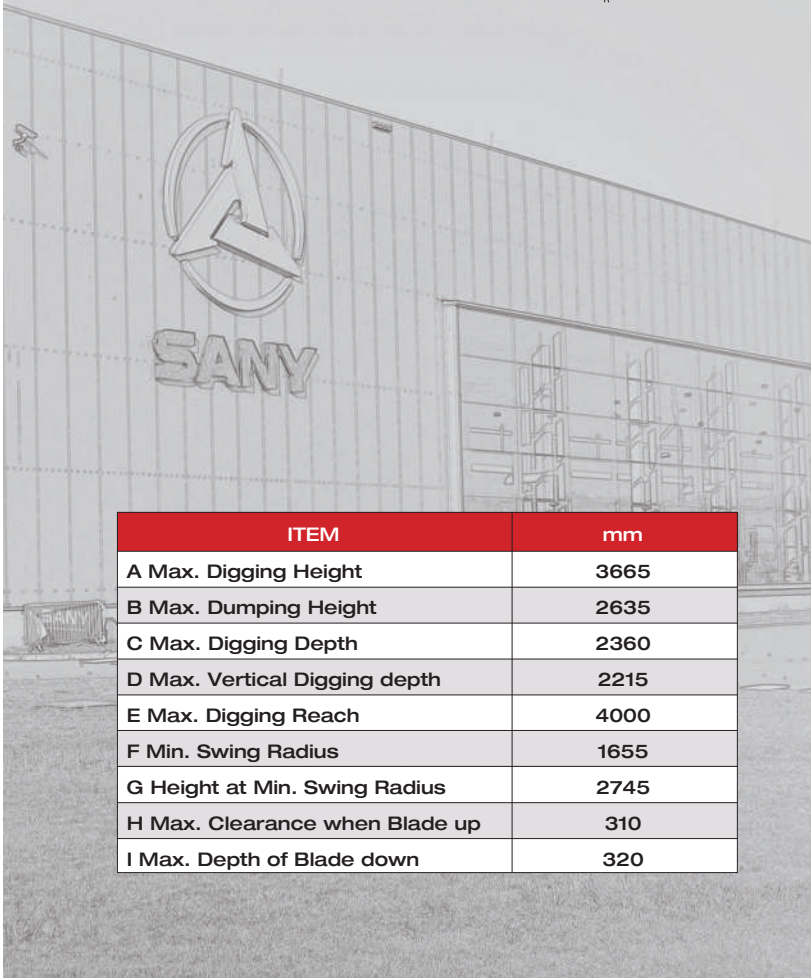 SANY
ITEM mm
A Max. Digging Height 3665
B Max. Dumping Height 2635
C Max. Digging Depth 2360
D Max. Vertical Digging depth 2215
E Max. Digging Reach 4000
F Min. Swing Radius 1655
G Height at Min. Swing Radius 2745
H Max. Clearance when Blade up 310
I Max. Depth of Blade down 320